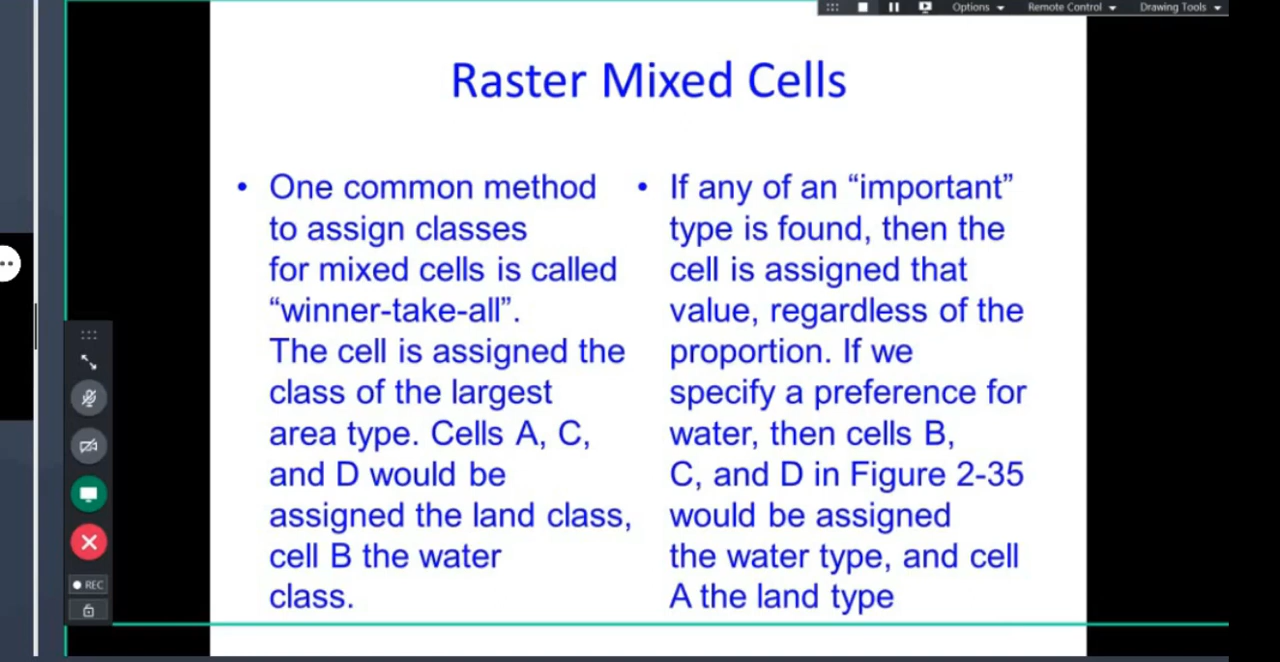 Options
Remote Control
Drawing Tools
Raster Mixed Cells
• One common method
to assign classes
for mixed cells is called
“winner-take-all”.
The cell is assigned the
class of the largest
area type. Cells A, C,
and D would be
assigned the land class,
cell B the water
class.
• If any of an “important”
type is found, then the
cell is assigned that
value, regardless of the
proportion. If we
specify a preference for
water, then cells B,
C, and D in Figure 2-35
would be assigned
the water type, and cell
A the land type
REC